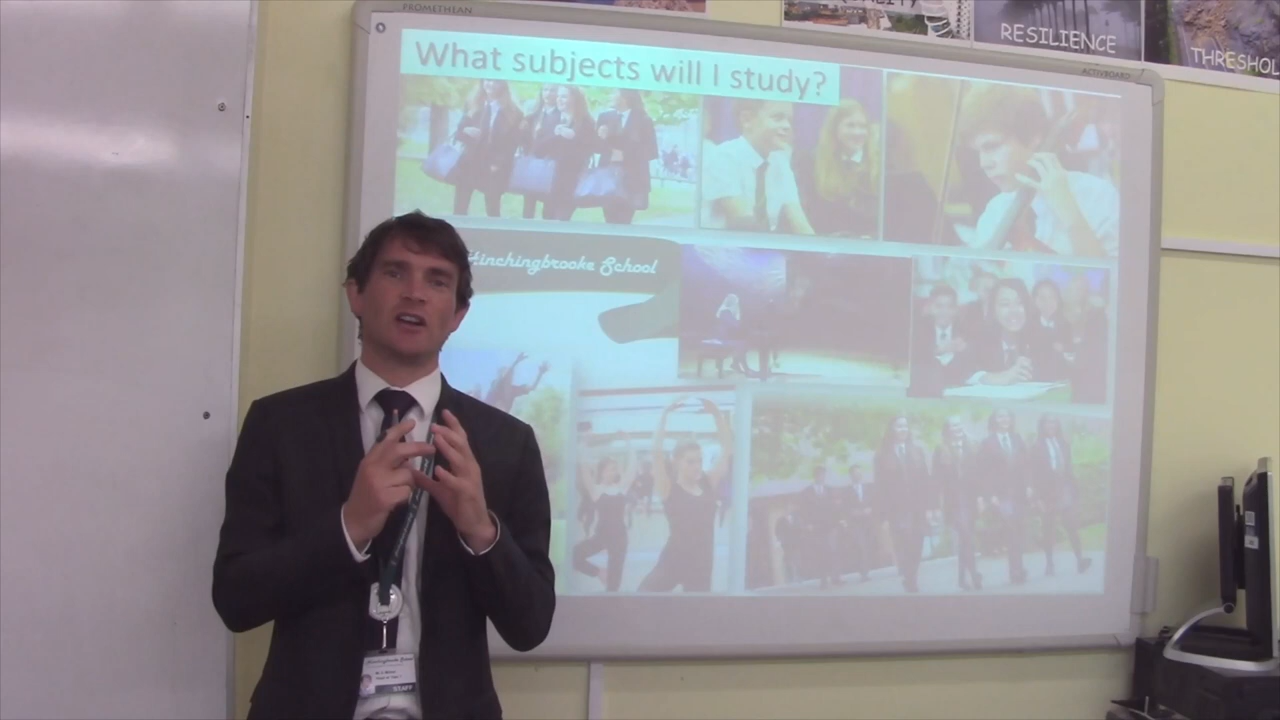 PROMETHEAN
RESILIENCE
THRESHOL
ACTIVBOARD
What subjects will I study?
Hinchingbrooke School
STAFF